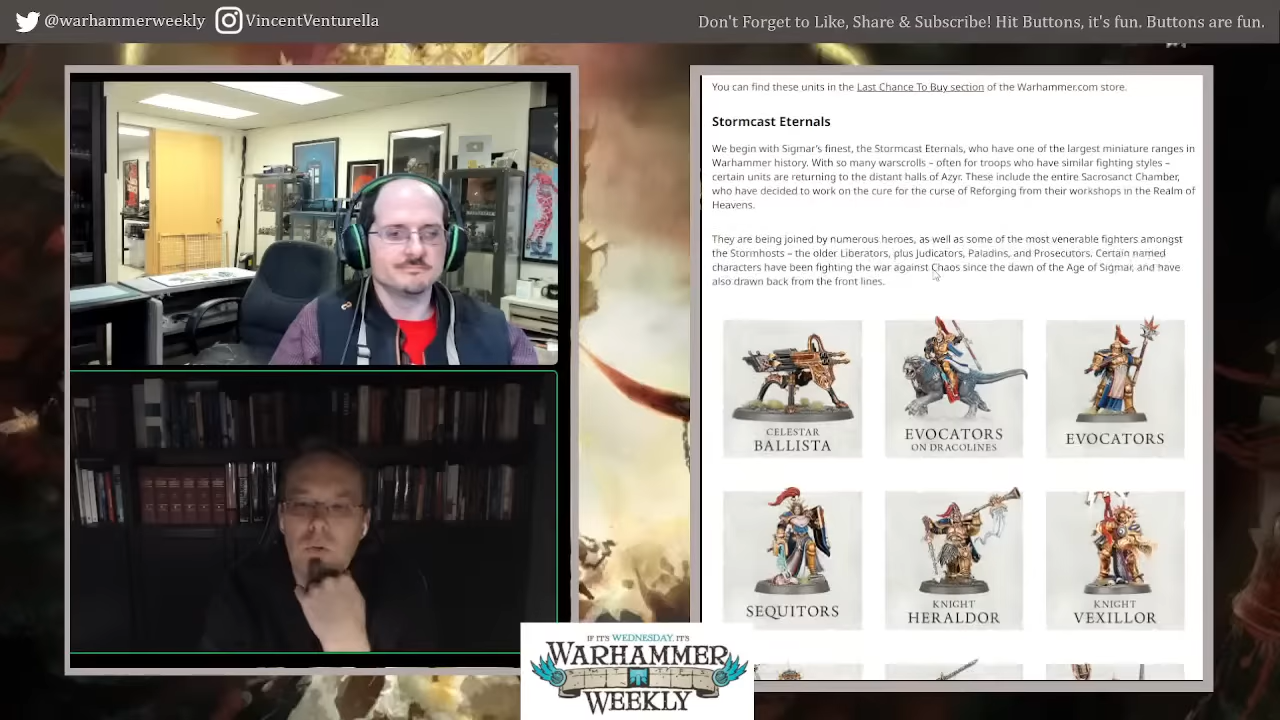 @warhammerweekly VincentVenturella
Don't Forget to Like, Share & Subscribe! Hit Buttons, it's fun. Buttons are fun.
You can find these units in the Last Chance To Buy section of the Warhammer.com store.
Stormcast Eternals
We begin with Sigmar's finest, the Stormcast Eternals, who have one of the largest miniature ranges in
Warhammer history. With so many warscrolls – often for troops who have similar fighting styles –
certain units are returning to the distant halls of Azyr. These include the entire Sacrosanct Chamber,
who have decided to work on the cure for the curse of Reforging from their workshops in the Realm of
Heavens.
They are being joined by numerous heroes, as well as some of the most venerable fighters amongst
the Stormhosts – the older Liberators, plus Judicators, Paladins, and Prosecutors. Certain named
characters have been fighting the war against Chaos since the dawn of the Age of Sigmar, and have
also drawn back from the front lines.
CELESTAR
BALLISTA
EVOCATORS
ON DRACOLINES
EVOCATORS
SEQUITORS
KNIGHT
HERALDOR
KNIGHT
VEXILLOR
IF IT'S WEDNESDAY, IT'S
WARHAMMER
WEEKLY